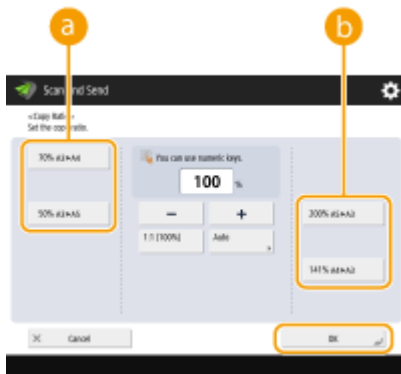 a
b
Scan and Send
<Copy Ratio>
Set the copy ratio.
70% A3▸A4
You can use numeric keys.
100 %
50% A3▸A5
−
+
200% A5▸A3
1:1 [100%]
Auto
141% A4▸A3
Cancel
OK